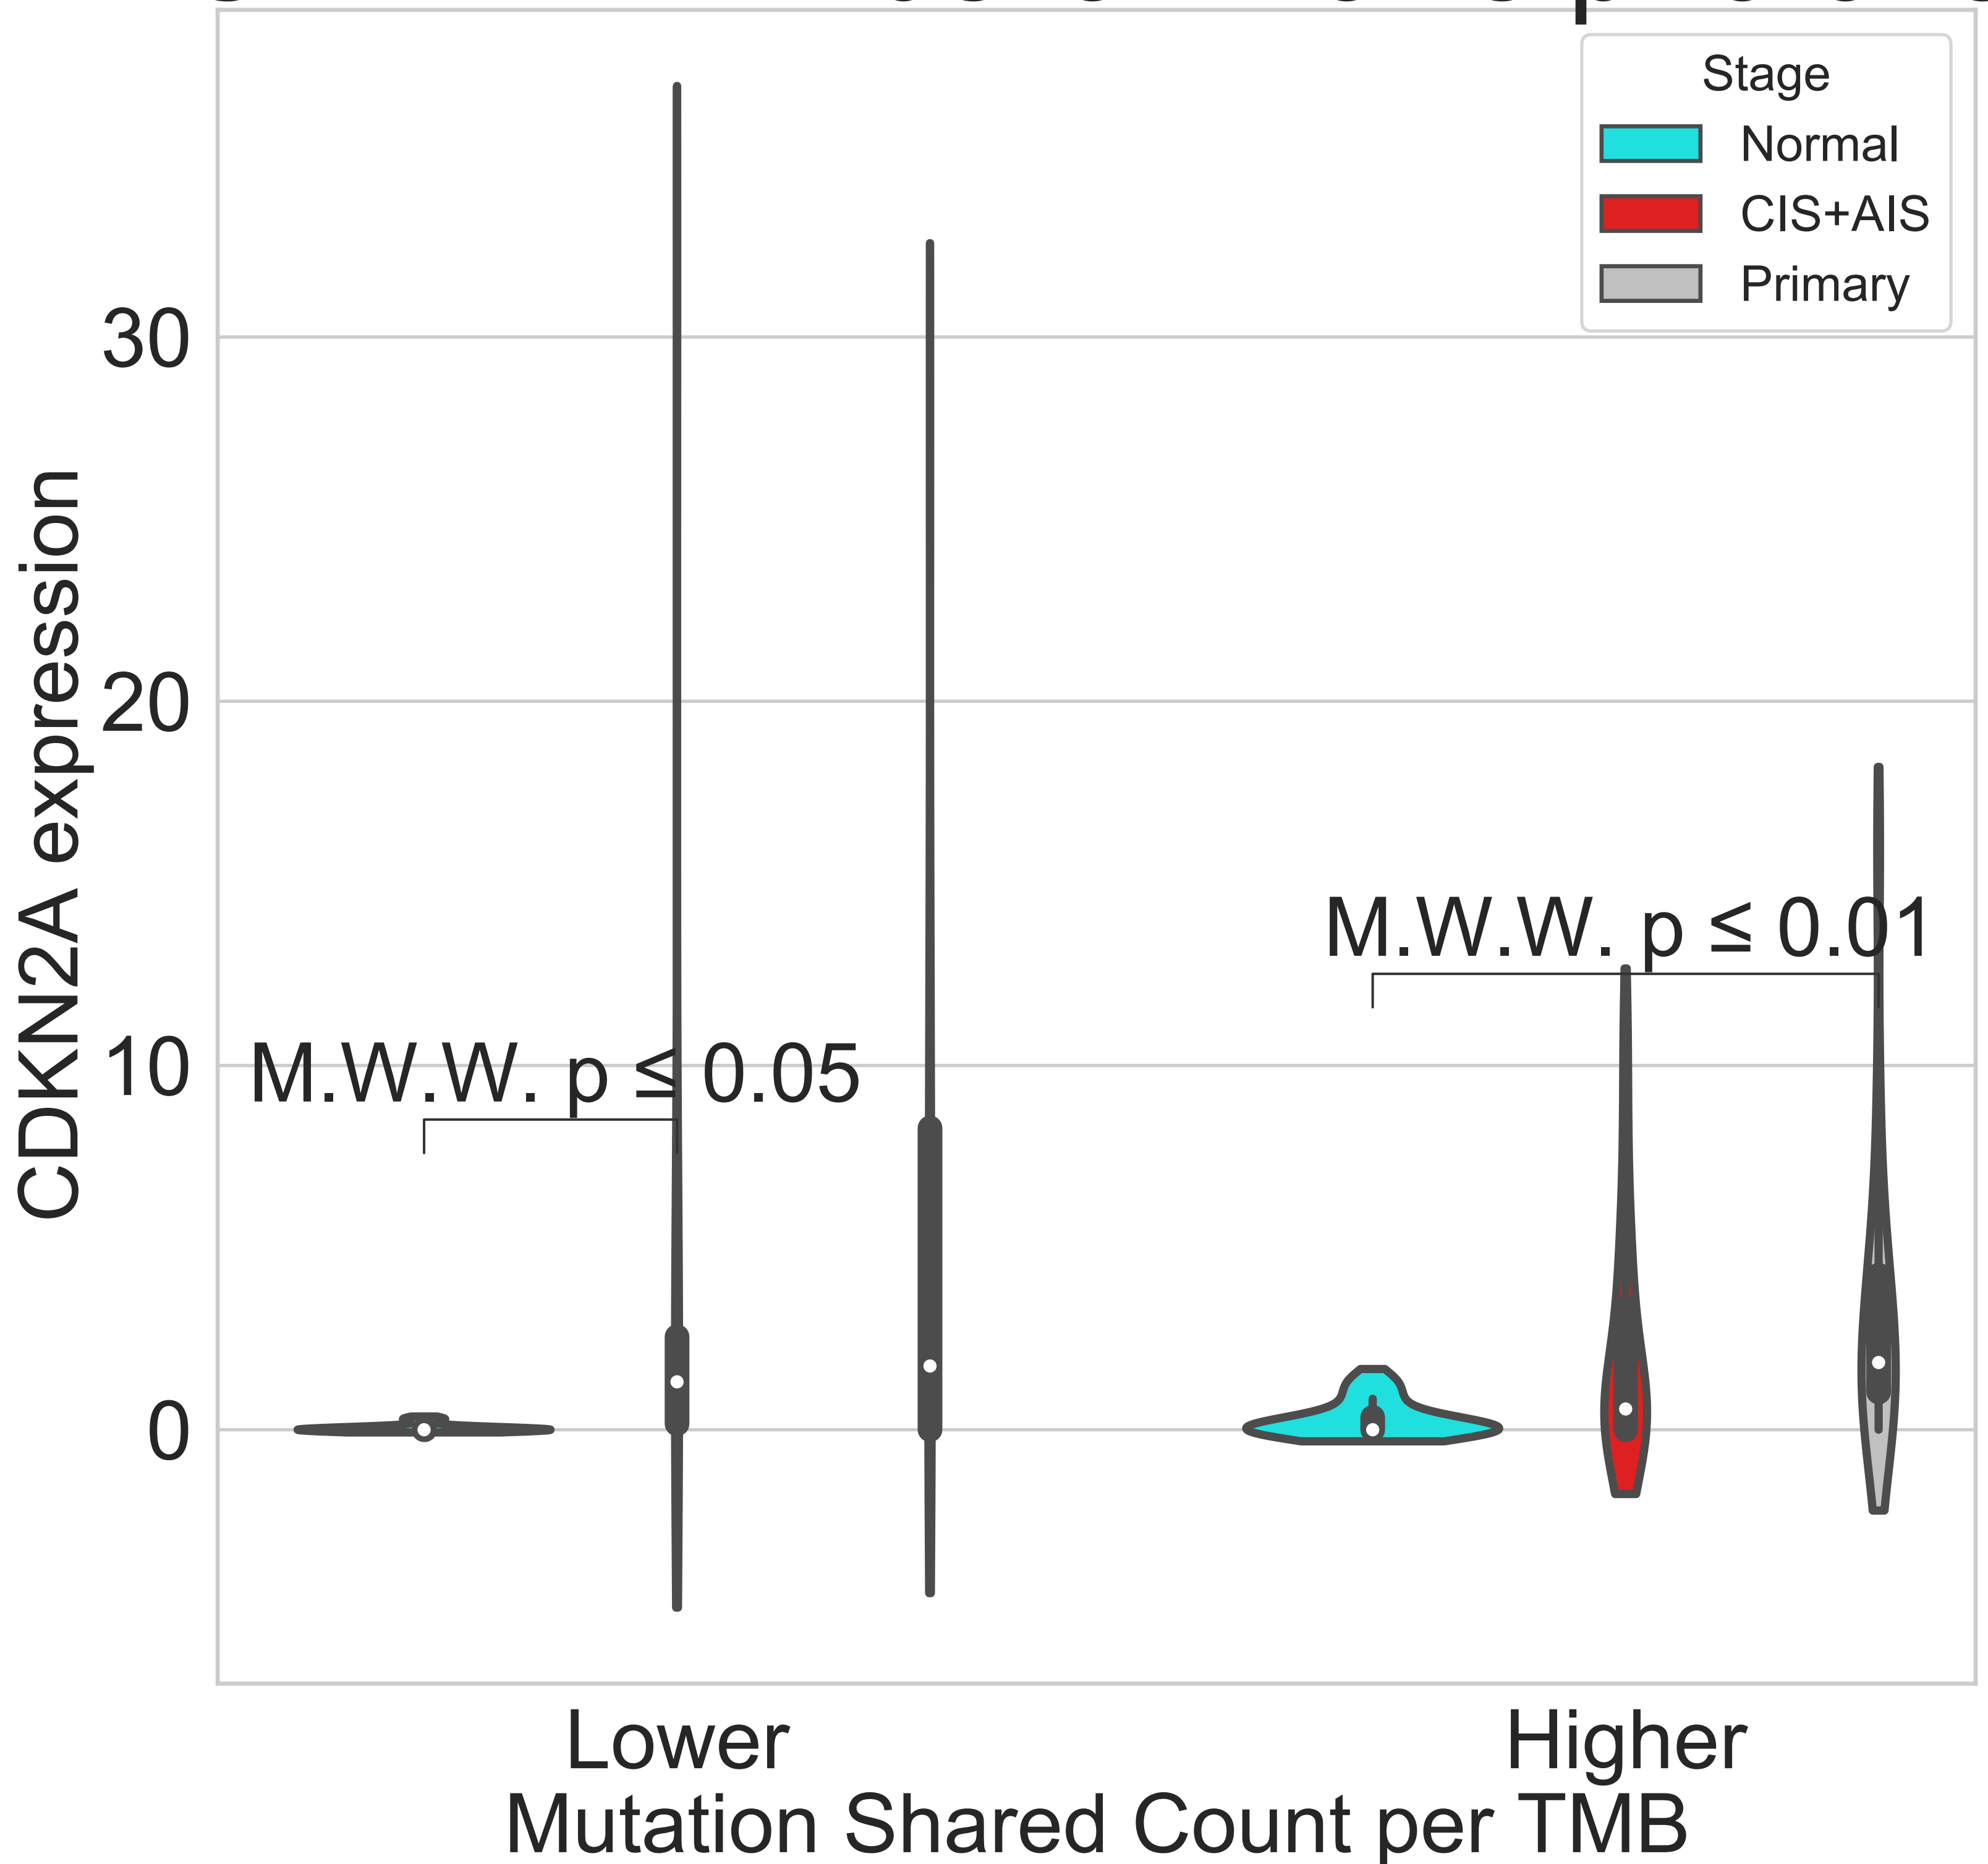 Stage
Normal
CIS+AIS
Primary
30
20
10
0
CDKN2A expression
M.W.W. p ≤ 0.01
M.W.W. p ≤ 0.05
Lower
Higher
Mutation Shared Count per TMB